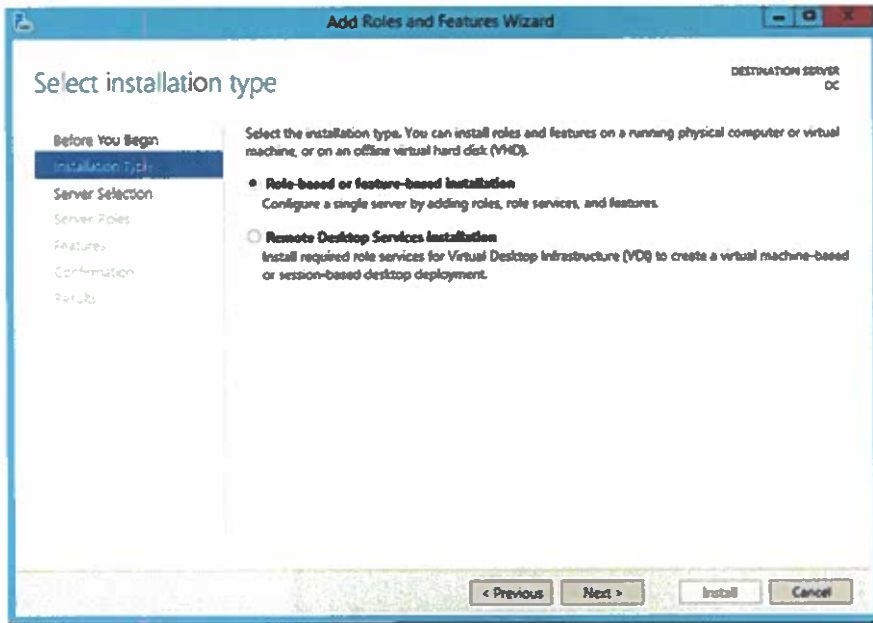 Add Roles and Features Wizard
Select installation type
DESTINATION SERVER
DC
Before You Begin
Installation Type
Server Selection
Server Roles
Features
Confirmation
Results
Select the installation type. You can install roles and features on a running physical computer or virtual
machine, or on an offline virtual hard disk (VHD).
Role-based or feature-based installation
Configure a single server by adding roles, role services, and features.
Remote Desktop Services installation
Install required role services for Virtual Desktop Infrastructure (VDI) to create a virtual machine-based
or session-based desktop deployment.
< Previous
Next >
Install
Cancel